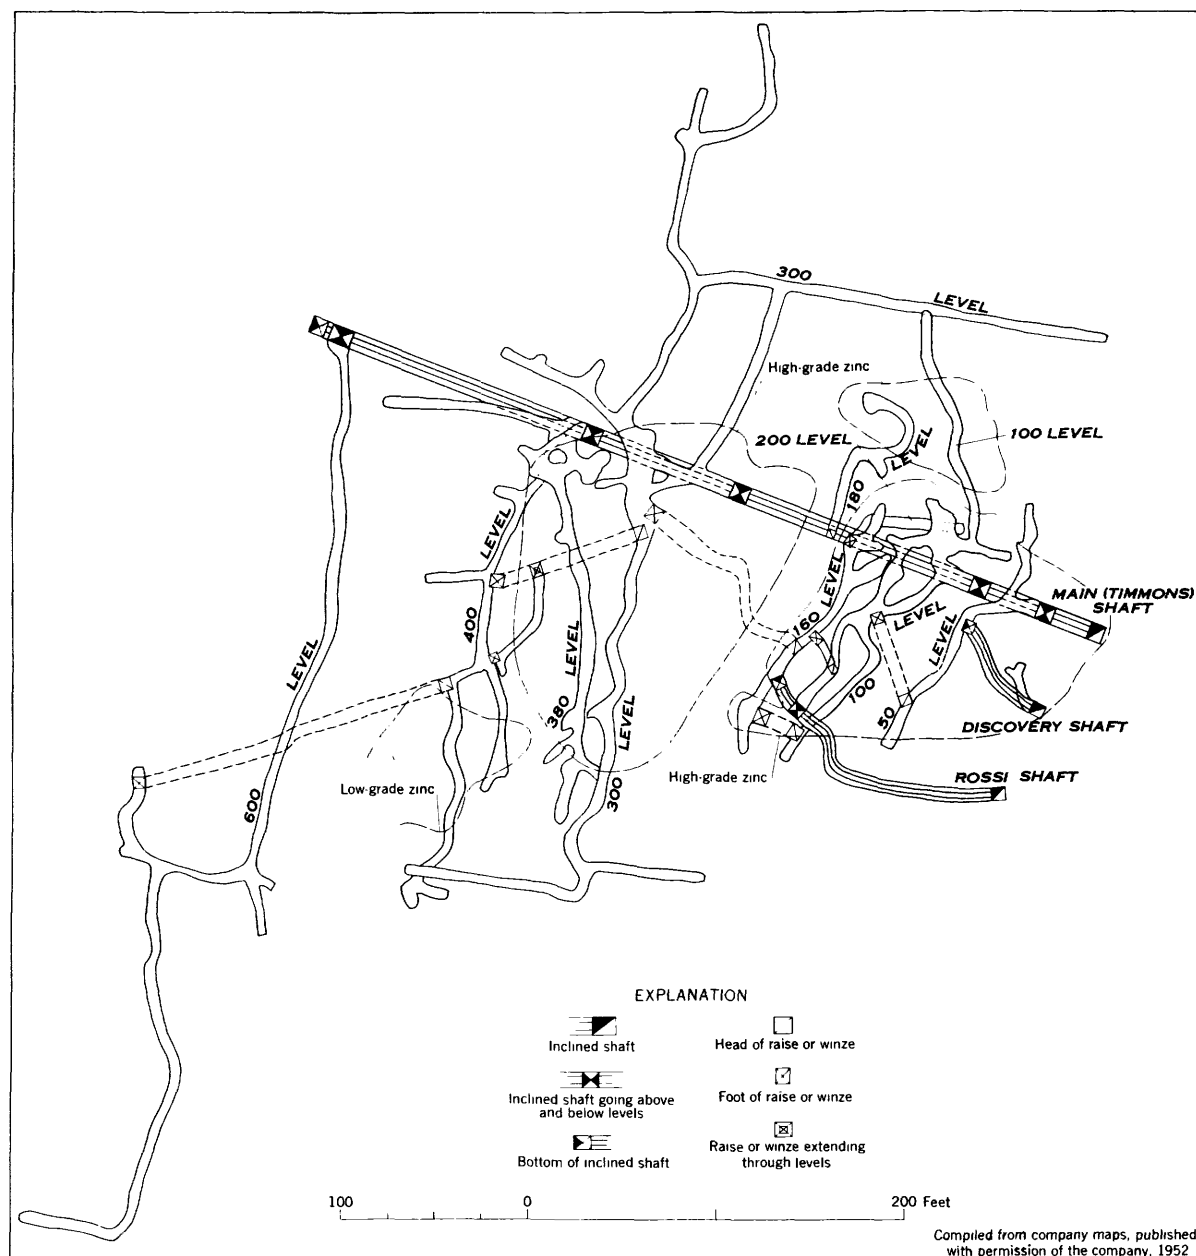 300
LEVEL
High-grade zinc
200 LEVEL
LEVEL
100 LEVEL
180
LEVEL
LEVEL
MAIN (TIMMONS)
SHAFT
400
160
LEVEL
LEVEL
LEVEL
LEVEL
380
LEVEL
100
50
DISCOVERY SHAFT
ROSSI SHAFT
High-grade zinc
Low-grade zinc
600
300
EXPLANATION
Inclined shaft
Head of raise or winze
Inclined shaft going above
and below levels
Foot of raise or winze
Bottom of inclined shaft
Raise or winze extending
through levels
100 0 200 Feet
Compiled from company maps, published
with permission of the company, 1952